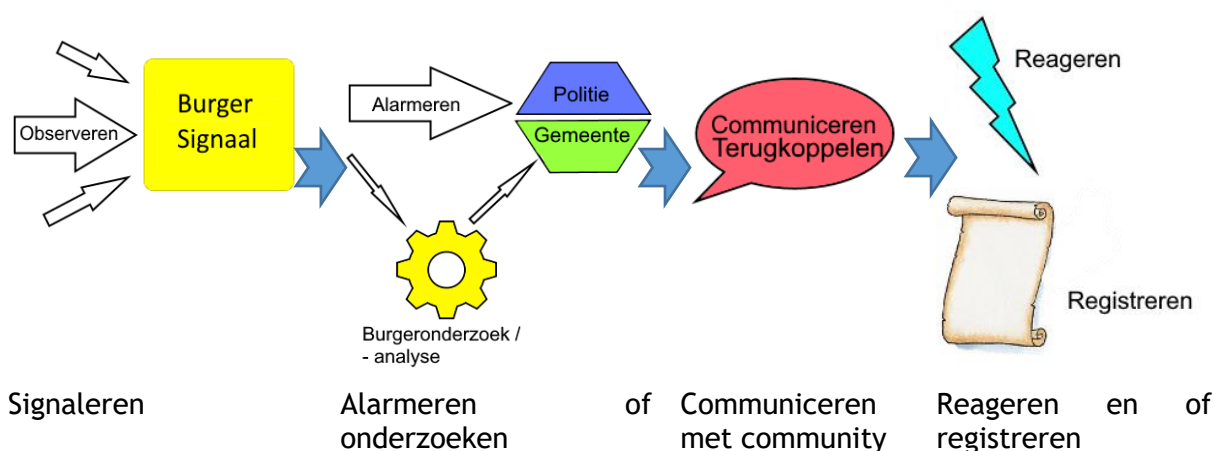 Observeren
Burger
Signaal
Alarmeren
Politie
Gemeente
Burgeronderzoek /
- analyse
Communiceren
Terugkoppelen
Reageren
Registreren
Signaleren
Alarmeren of
onderzoeken
Communiceren
met community
Reageren en of
registreren